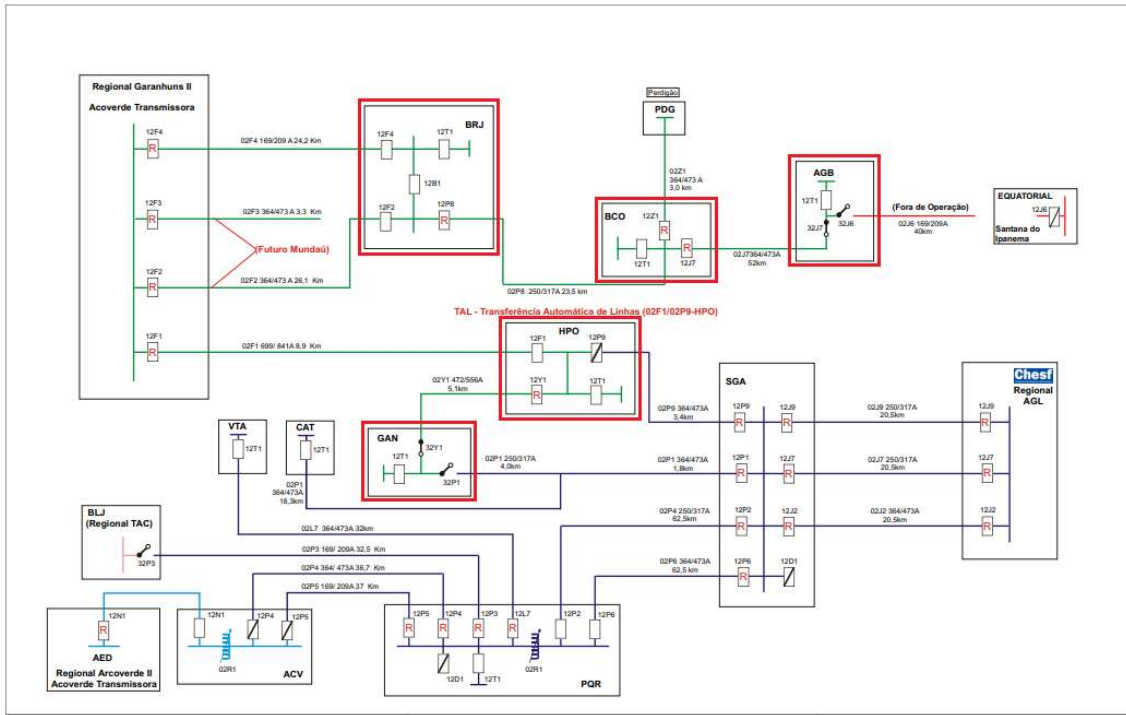 Regional Garanhuns II
Acoverde Transmissora
12F4
R
02F4 169/209 A 24,2 Km
12F3
R
02F3 364/473 A 3,3 Km
(Futuro Mundaú)
12F2
R
02F2 364/473 A 26,1 Km
12F1
R
02F1 699/ 841A 8,9 Km
BRJ
12F4
12T1
12B1
12F2
12P8
R
02P8 250/317A 23,5 km
Perdigão
PDG
02Z1
364/473 A
3,0 km
BCO
12Z1
R
12T1
R
12J7
02J7364/473A
52km
AGB
12T1
32J7
32J6
(Fora de Operação)
02J6 169/209A
40km
EQUATORIAL
12J6
Santana do
Ipanema
TAL - Transferência Automática de Linhas (02F1/02P9-HPO)
HPO
12F1
12P9
12Y1
R
12T1
02Y1 472/556A
5,1km
GAN
12T1
32Y1
32P1
02P1 250/317A
4,0km
VTA
12T1
CAT
12T1
02P1
364/473A
18,3km
02P9 364/473A
3,4km
02P1 364/473A
1,8km
02P4 250/317A
62,5km
02P6 364/473A
62,5 km
SGA
12P9
R
12J9
R
12P1
R
12J7
R
12P2
R
12J2
R
12P6
R
12D1
02J9 250/317A
20,5km
02J7 250/317A
20,5km
02J2 364/473A
20,5km
Chesf
Regional
AGL
12J9
R
12J7
R
12J2
R
BLJ
(Regional TAC)
32P3
02L7 364/473A 32km
02P3 169/ 209A 32,5 Km
02P4 364/ 473A 36,7 Km
02P5 169/ 209A 37 Km
12N1
R
AED
Regional Arcoverde II
Acoverde Transmissora
12N1
12P4
12P5
02R1
ACV
12P5
R
12P4
R
12P3
R
12L7
R
12P2
12P6
12D1
12T1
02R1
PQR